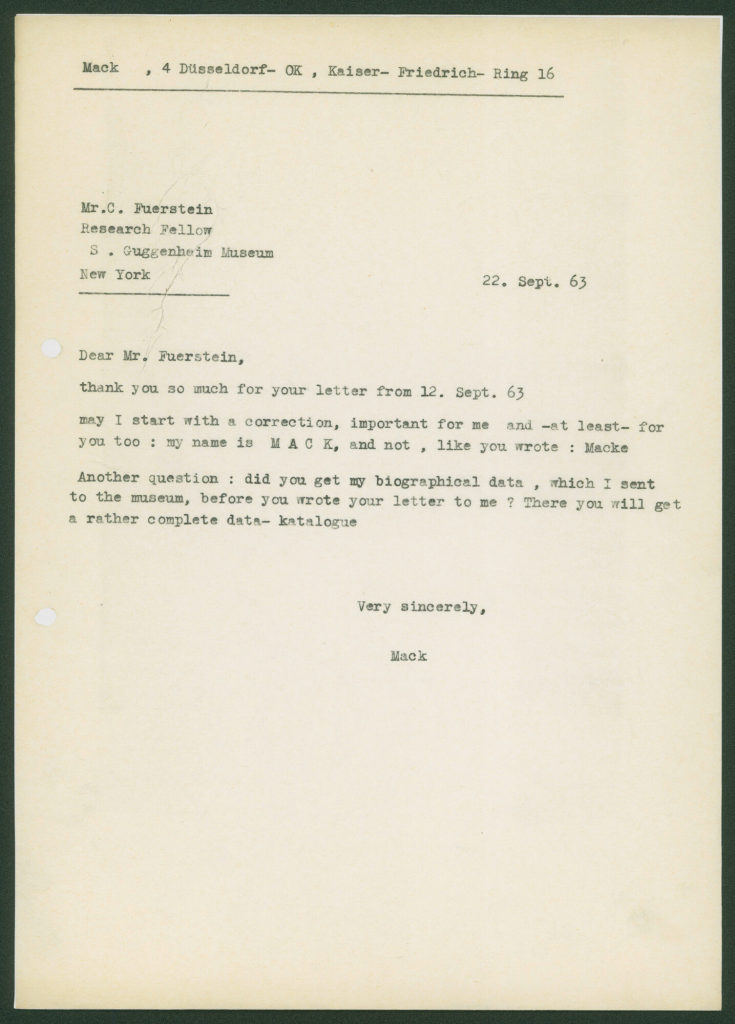 Mack , 4 Düsseldorf- OK , Kaiser- Friedrich- Ring 16
Mr.C. Fuerstein
Research Fellow
S . Guggenheim Museum
New York
22. Sept. 63
Dear Mr. Fuerstein,
thank you so much for your letter from 12. Sept. 63
may I start with a correction, important for me and -at least- for
you too : my name is M A C K, and not , like you wrote : Macke
Another question : did you get my biographical data , which I sent
to the museum, before you wrote your letter to me ? There you will get
a rather complete data- katalogue
Very sincerely,
Mack